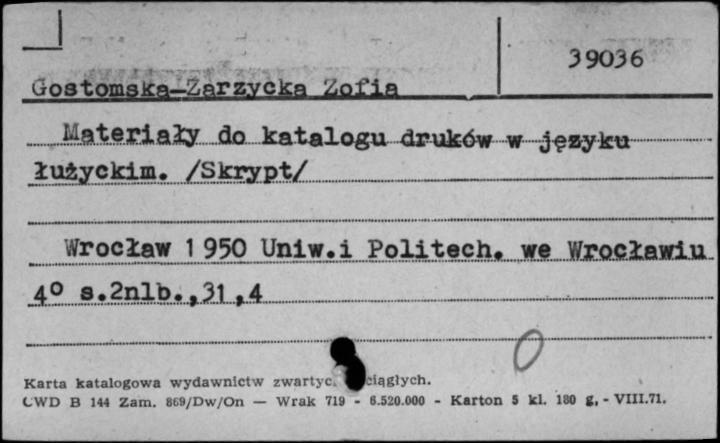 39036
Gostomska-Zarzycka Zofia
Materiały do katalogu druków w języku
łużyckim. /Skrypt/
Wrocław 1950 Uniw.i Politech. we Wrocławiu
4° s.2nlb.,31,4
Karta katalogowa wydawnictw zwartyc ciągłych.
CWD B 144 Zam. 869/Dw/On — Wrak 719 - 6.520.000 - Karton 5 kl. 180 g, - VIII.71.